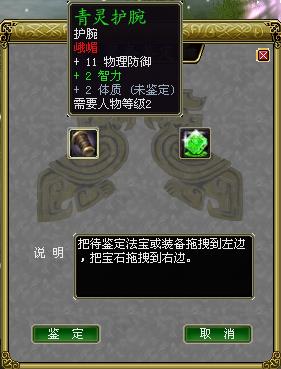 青灵护腕
护腕
峨嵋
+ 11 物理防御
+ 2 智力
+ 2 体质 (未鉴定)
需要人物等级2
说 明
把待鉴定法宝或装备拖拽到左边
，把宝石拖拽到右边。
鉴 定
取 消